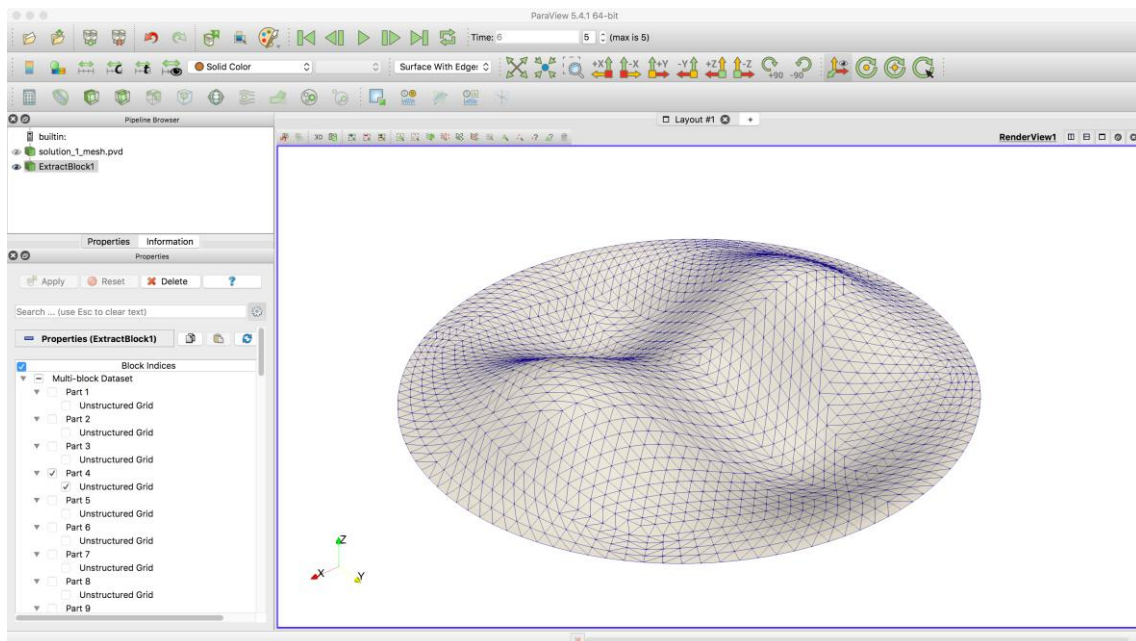 ParaView 5.4.1 64-bit
Time: 6 5 (max is 5)
Solid Color Surface With Edges +X -X +Y -Y +Z -Z +90 -90
Pipeline Browser
Layout #1 +
builtin:
3D RenderView1
solution_1_mesh.pvd
ExtractBlock1
Properties Information
Properties
Apply Reset Delete ?
Search ... (use Esc to clear text)
Properties (ExtractBlock1)
Block Indices
Multi-block Dataset
Part 1
Unstructured Grid
Part 2
Unstructured Grid
Part 3
Unstructured Grid
Part 4
Unstructured Grid
Part 5
Unstructured Grid
Part 6
Unstructured Grid
Part 7
Unstructured Grid
Part 8
Unstructured Grid
Part 9
Z
X
Y